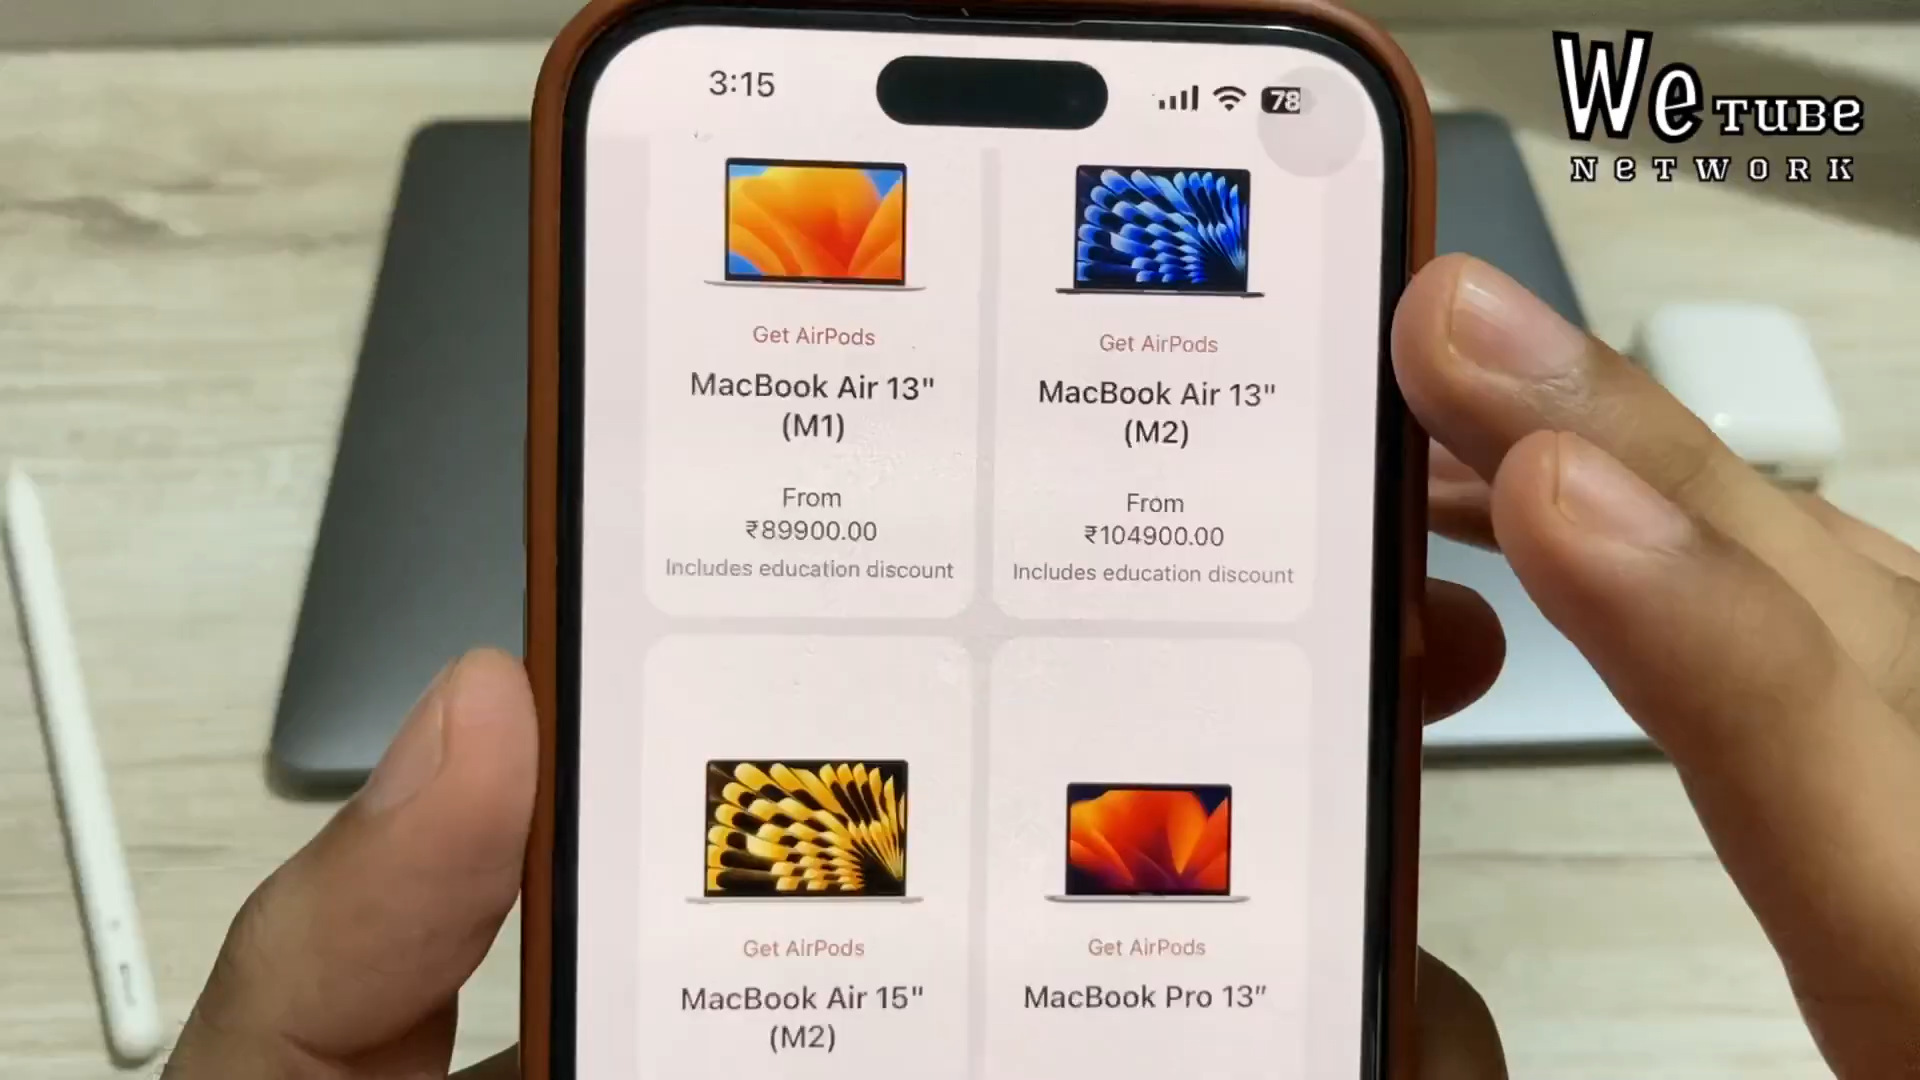 We TUBE
NETWORK
3:15
78
Get AirPods
MacBook Air 13"
(M1)
From
₹89900.00
Includes education discount
Get AirPods
MacBook Air 13"
(M2)
From
₹104900.00
Includes education discount
Get AirPods
MacBook Air 15"
(M2)
Get AirPods
MacBook Pro 13"